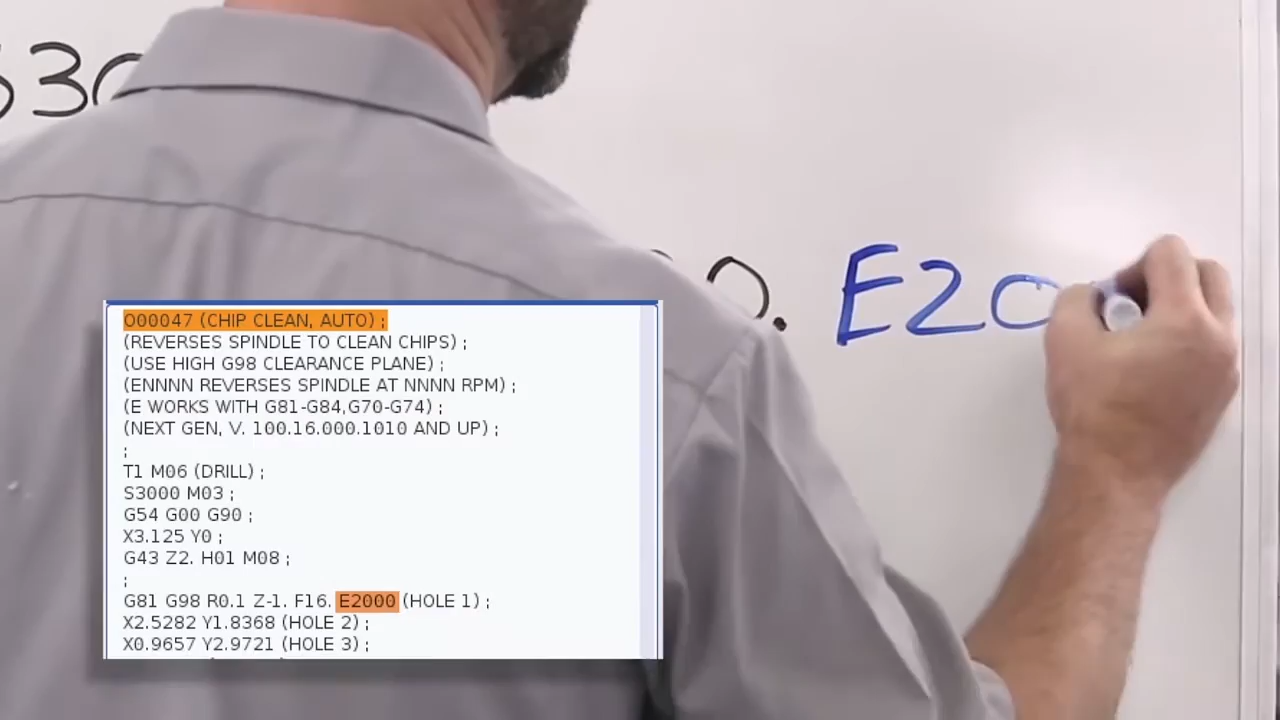 30
0. E20
O00047 (CHIP CLEAN, AUTO) ;
(REVERSES SPINDLE TO CLEAN CHIPS) ;
(USE HIGH G98 CLEARANCE PLANE) ;
(ENNNN REVERSES SPINDLE AT NNNN RPM) ;
(E WORKS WITH G81-G84,G70-G74) ;
(NEXT GEN, V. 100.16.000.1010 AND UP) ;
;
T1 M06 (DRILL) ;
S3000 M03 ;
G54 G00 G90 ;
X3.125 Y0 ;
G43 Z2. H01 M08 ;
;
G81 G98 R0.1 Z-1. F16. E2000 (HOLE 1) ;
X2.5282 Y1.8368 (HOLE 2) ;
X0.9657 Y2.9721 (HOLE 3) ;